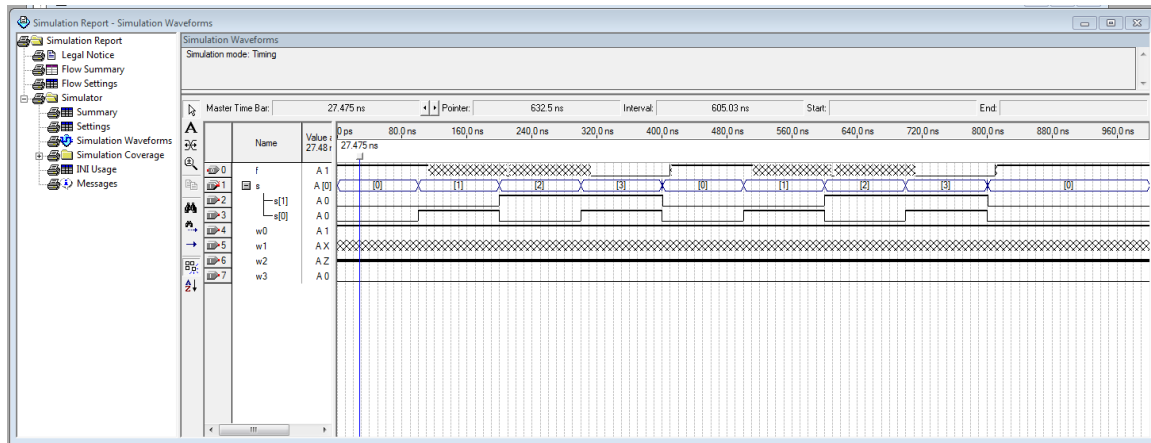 Simulation Report - Simulation Waveforms
Simulation Report
Legal Notice
Flow Summary
Flow Settings
Simulator
Summary
Settings
Simulation Waveforms
Simulation Coverage
INI Usage
Messages
Simulation Waveforms
Simulation mode: Timing
Master Time Bar: 27.475 ns Pointer: 632.5 ns Interval: 605.03 ns Start: End:
Name
Value a
27.48 r
0 ps 80.0 ns 160.0 ns 240.0 ns 320.0 ns 400.0 ns 480.0 ns 560.0 ns 640.0 ns 720.0 ns 800.0 ns 880.0 ns 960.0 ns
27.475 ns
0 f A 1
1 s A [0] [0] [1] [2] [3] [0] [1] [2] [3] [0]
2 s[1] A 0
3 s[0] A 0
4 w0 A 1
5 w1 A X
6 w2 A Z
7 w3 A 0